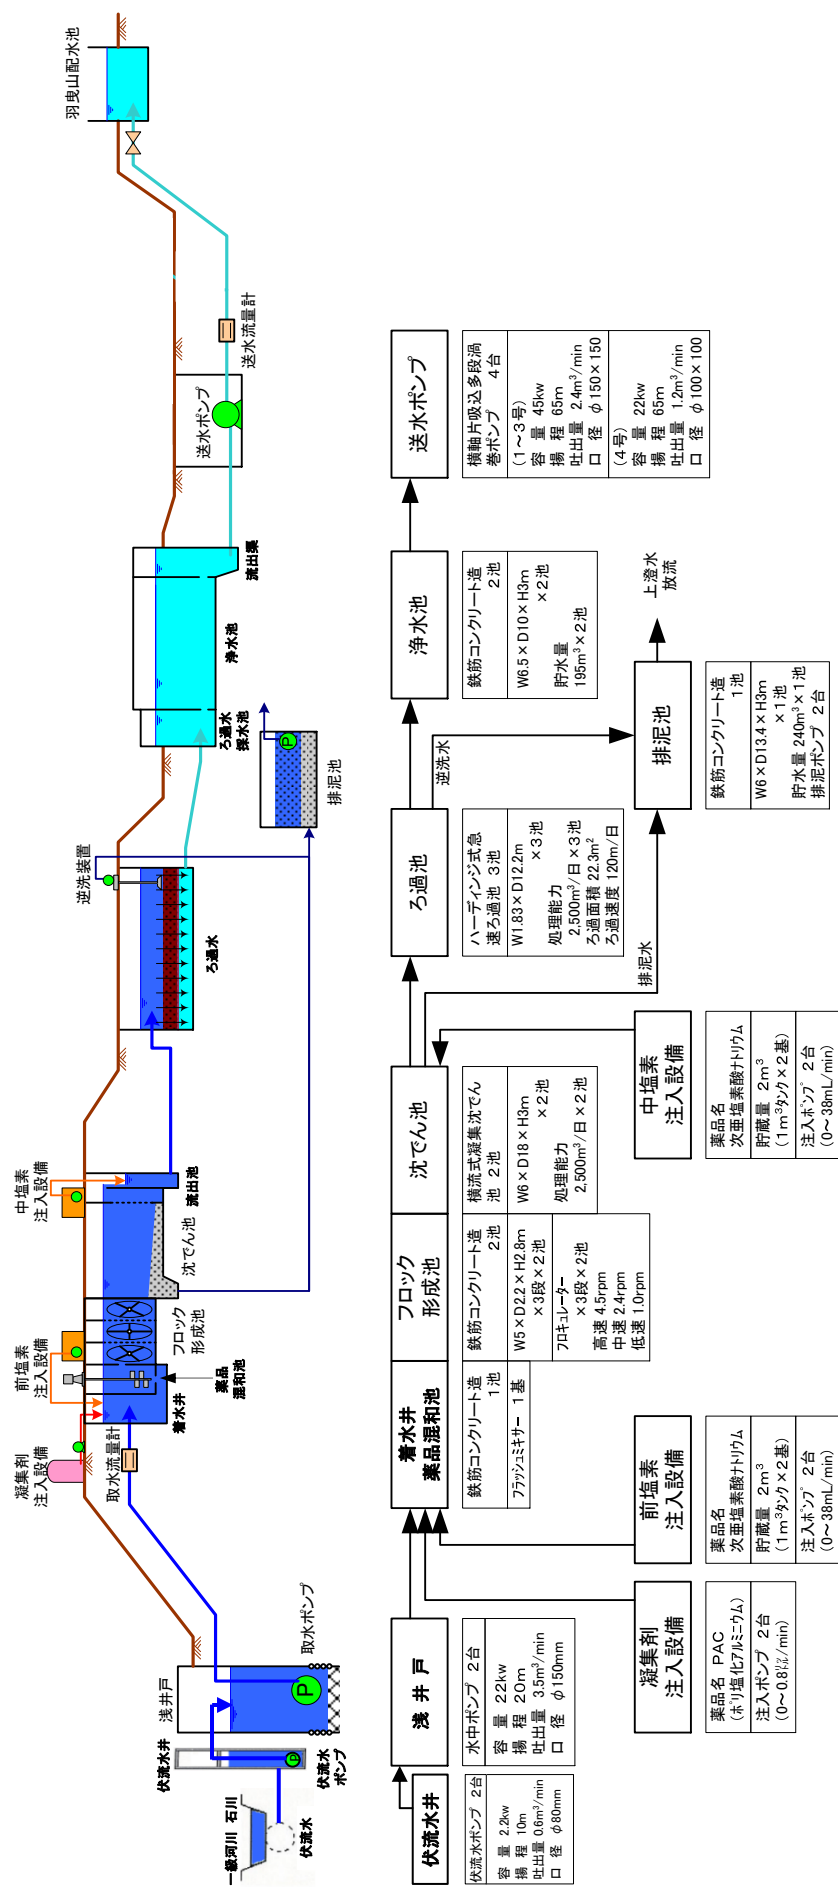 一級河川 石川
伏流水
伏流水井
伏流水
ポンプ
浅井戸
取水ポンプ
凝集剤
注入設備
取水流量計
前塩素
注入設備
着水井
薬品
混和池
フロック
形成池
中塩素
注入設備
沈でん池
流出池
逆洗装置
ろ過水
排泥池
ろ過水
採水池
浄水池
流出渠
送水ポンプ
送水流量計
羽曳山配水池
P
P
P
伏流水井
伏流水ポンプ 2台
容 量 2.2kw
揚 程 10m
吐出量 0.6m³/min
口 径 φ80mm
浅 井 戸
水中ポンプ 2台
容 量 22kw
揚 程 20m
吐出量 3.5m³/min
口 径 φ150mm
凝集剤
注入設備
薬品名 PAC
(ポリ塩化アルミニウム)
注入ポンプ 2台
(0～0.8㍑/min)
前塩素
注入設備
薬品名
次亜塩素酸ナトリウム
貯蔵量 2m³
(1m³タンク×2基)
注入ポンプ 2台
(0～38mL/min)
着水井
薬品混和池
鉄筋コンクリート造
1池
フラッシュミキサー 1基
フロック
形成池
鉄筋コンクリート造
2池
W5×D2.2×H2.8m
×3段×2池
フロキュレーター
×3段×2池
高速 4.5rpm
中速 2.4rpm
低速 1.0rpm
沈でん池
横流式凝集沈でん
池 2池
W6×D18×H3m
×2池
処理能力
2,500m³/日×2池
中塩素
注入設備
薬品名
次亜塩素酸ナトリウム
貯蔵量 2m³
(1m³タンク×2基)
注入ポンプ 2台
(0～38mL/min)
排泥水
ろ過池
ハーディンジ式急
速ろ過池 3池
W1.83×D12.2m
×3池
処理能力
2,500m³/日×3池
ろ過面積 22.3m²
ろ過速度 120m/日
逆洗水
排泥池
鉄筋コンクリート造
1池
W6×D13.4×H3m
×1池
貯水量 240m³×1池
排泥ポンプ 2台
上澄水
放流
浄水池
鉄筋コンクリート造
2池
W6.5×D10×H3m
×2池
貯水量
195m³×2池
送水ポンプ
横軸片吸込多段渦
巻ポンプ 4台
(1～3号)
容 量 45kw
揚 程 65m
吐出量 2.4m³/min
口 径 φ150×150
(4号)
容 量 22kw
揚 程 65m
吐出量 1.2m³/min
口 径 φ100×100